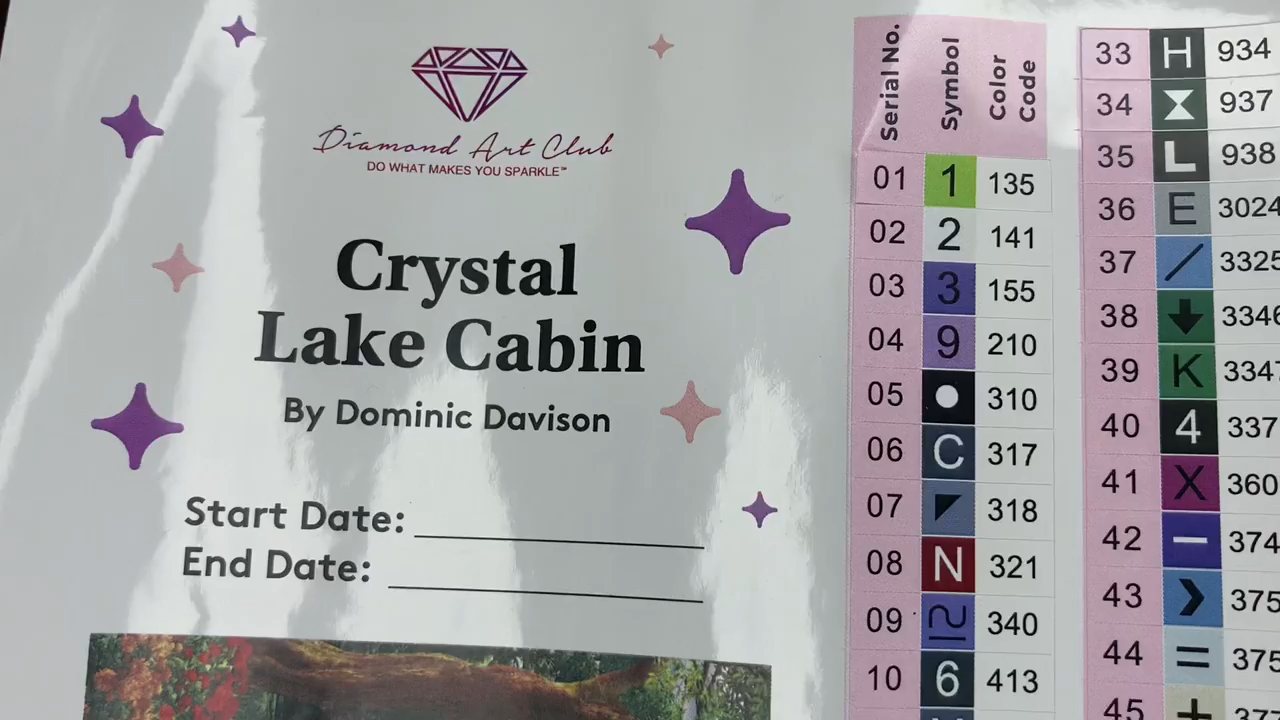 Diamond Art Club
DO WHAT MAKES YOU SPARKLE™
Crystal
Lake Cabin
By Dominic Davison
Start Date:
End Date:
Serial No. Symbol Color Code
01 1 135
02 2 141
03 3 155
04 9 210
05 ● 310
06 C 317
07 ◤ 318
08 N 321
09 340
10 6 413
33 H 934
34 ⧗ 937
35 L 938
36 E 3024
37 / 3325
38 ↓ 3346
39 K 3347
40 4 337
41 X 360
42 – 374
43 ❯ 375
44 = 375
45 + 377